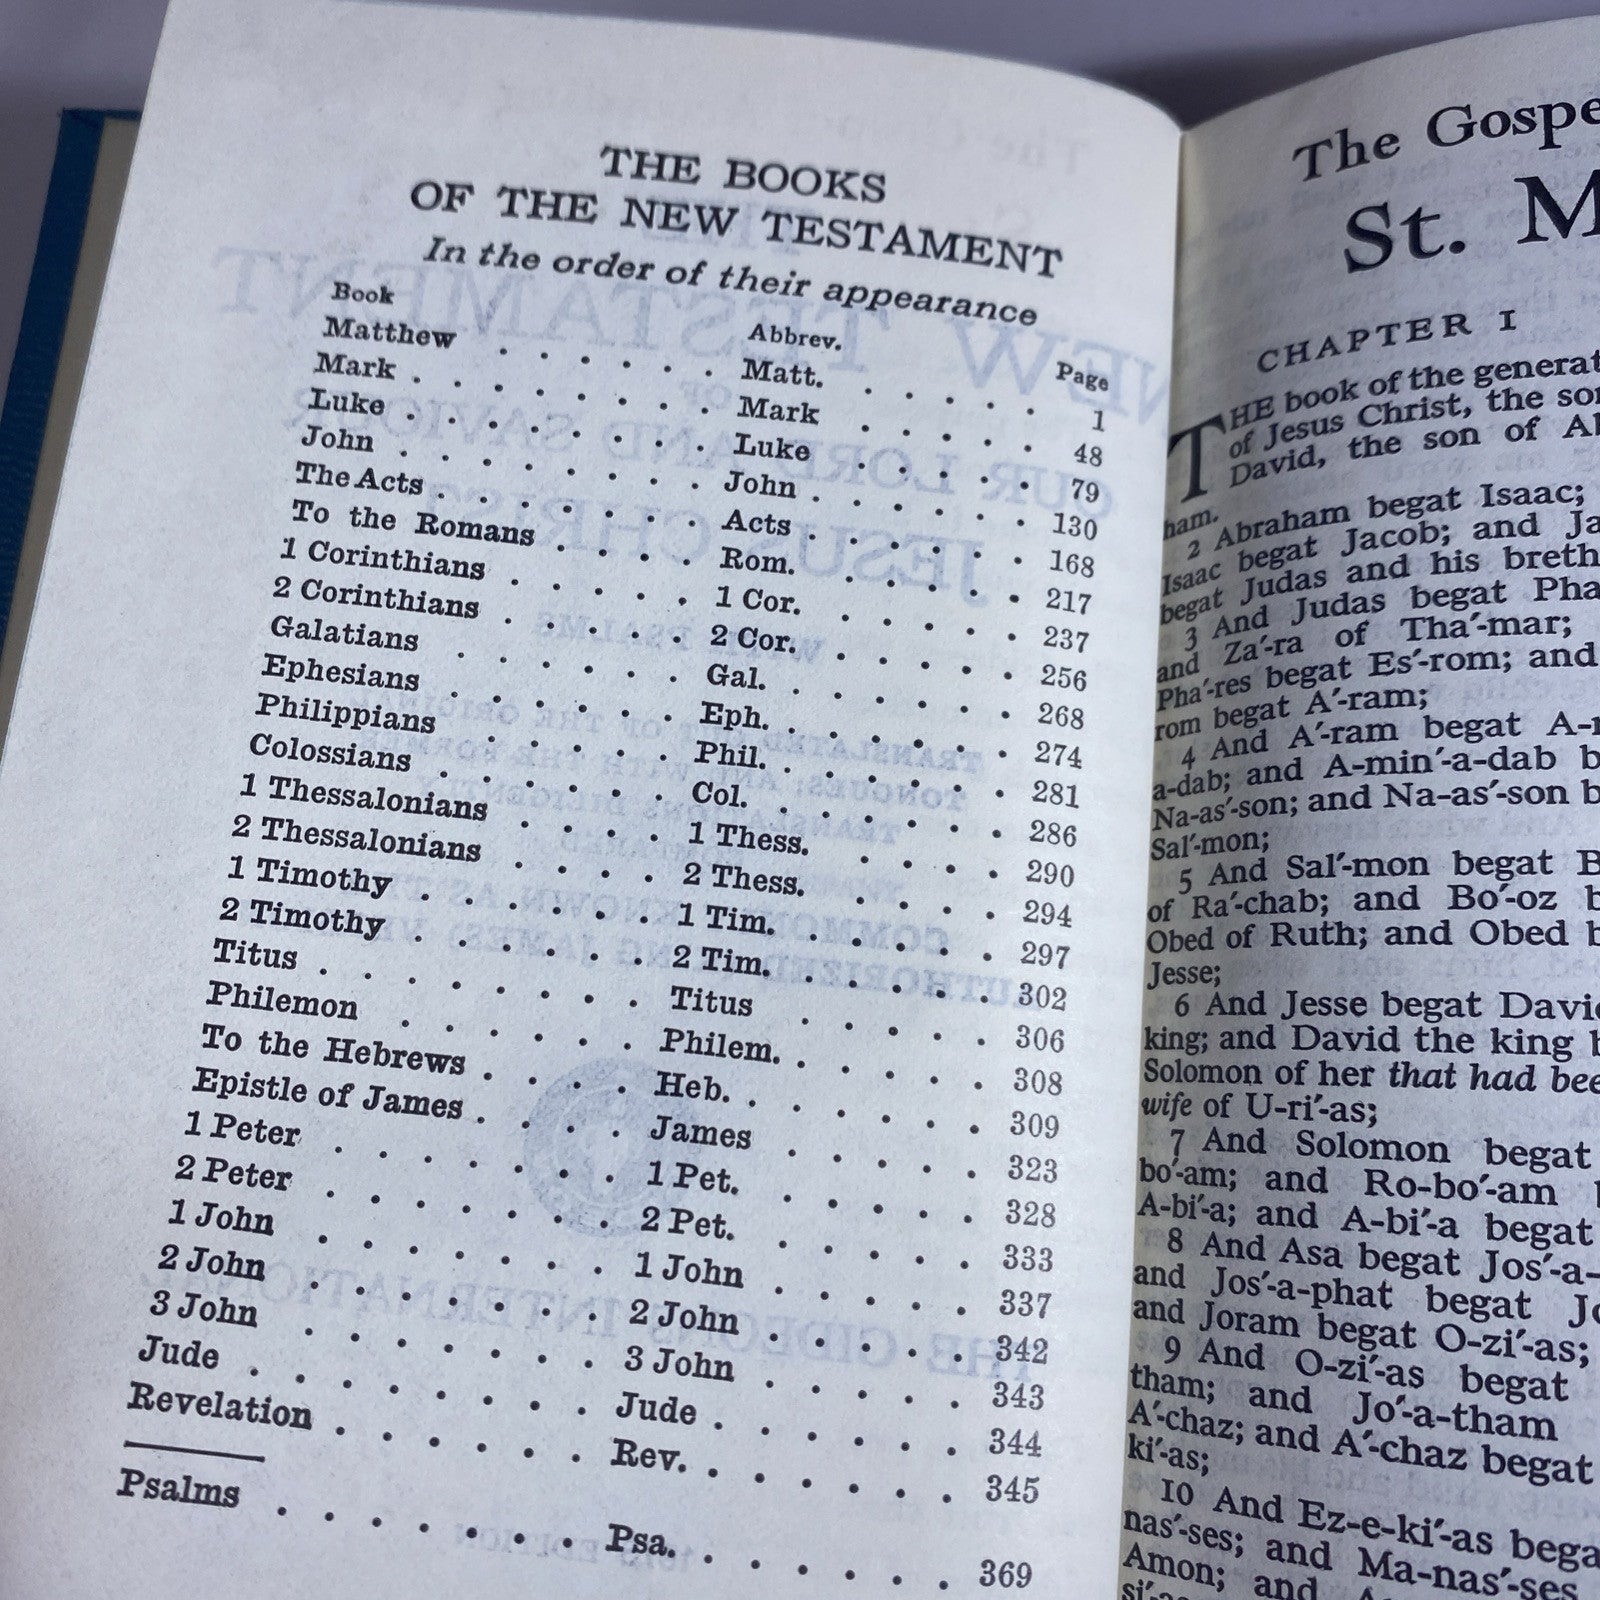 THE BOOKS
OF THE NEW TESTAMENT
In the order of their appearance
Book Abbrev. Page
Matthew . . . . . . Matt. . . . . . 1
Mark . . . . . . . . Mark . . . . . 48
Luke . . . . . . . . Luke . . . . . 79
John . . . . . . . . John . . . . . 130
The Acts . . . . . . . Acts . . . . . 168
To the Romans . . . . Rom. . . . . . 217
1 Corinthians . . . . 1 Cor. . . . . . 237
2 Corinthians . . . . 2 Cor. . . . . . 256
Galatians . . . . . . Gal. . . . . . 268
Ephesians . . . . . . Eph. . . . . . 274
Philippians . . . . . Phil. . . . . . 281
Colossians . . . . . . Col. . . . . . 286
1 Thessalonians . . . . 1 Thess. . . . . 290
2 Thessalonians . . . . 2 Thess. . . . . 294
1 Timothy . . . . . . 1 Tim. . . . . . 297
2 Timothy . . . . . . 2 Tim. . . . . . 302
Titus . . . . . . . . Titus . . . . . 306
Philemon . . . . . . Philem. . . . . . 308
To the Hebrews . . . . Heb. . . . . . 309
Epistle of James . . . . James . . . . . 323
1 Peter . . . . . . . 1 Pet. . . . . . 328
2 Peter . . . . . . . 2 Pet. . . . . . 333
1 John . . . . . . . 1 John . . . . . 337
2 John . . . . . . . 2 John . . . . . 342
3 John . . . . . . . 3 John . . . . . 343
Jude . . . . . . . . Jude . . . . . 344
Revelation . . . . . . Rev. . . . . . 345
Psalms . . . . . . . Psa. . . . . . 369
The
St.
CHAPTER I
THE book of the
of Jesus Christ, the
David, the son of
ham.
2 Abraham begat Isaac;
Isaac begat Jacob; and
begat Judas and his
3 And Judas begat
and Za′-ra of Tha′-mar;
Pha′-res begat Es′-rom; and
rom begat A′-ram;
4 And A′-ram begat
a-dab; and A-min′-a-dab
Na-as′-son; and Na-as′-son
Sal′-mon;
5 And Sal′-mon begat
of Ra′-chab; and Bo′-oz
Obed of Ruth; and Obed
Jesse;
6 And Jesse begat
king; and David the king
Solomon of her that had
wife of U-ri′-as;
7 And Solomon begat
bo′-am; and Ro-bo′-am
A-bi′-a; and A-bi′-a begat
8 And Asa begat Jos′-a-
and Jos′-a-phat begat
and Joram begat O-zi′-as;
9 And O-zi′-as begat
tham; and Jo′-a-tham
A′-chaz; and A′-chaz begat
ki′-as;
10 And Ez-e-ki′-as
nas′-ses; and Ma-nas′-ses
Amon; and